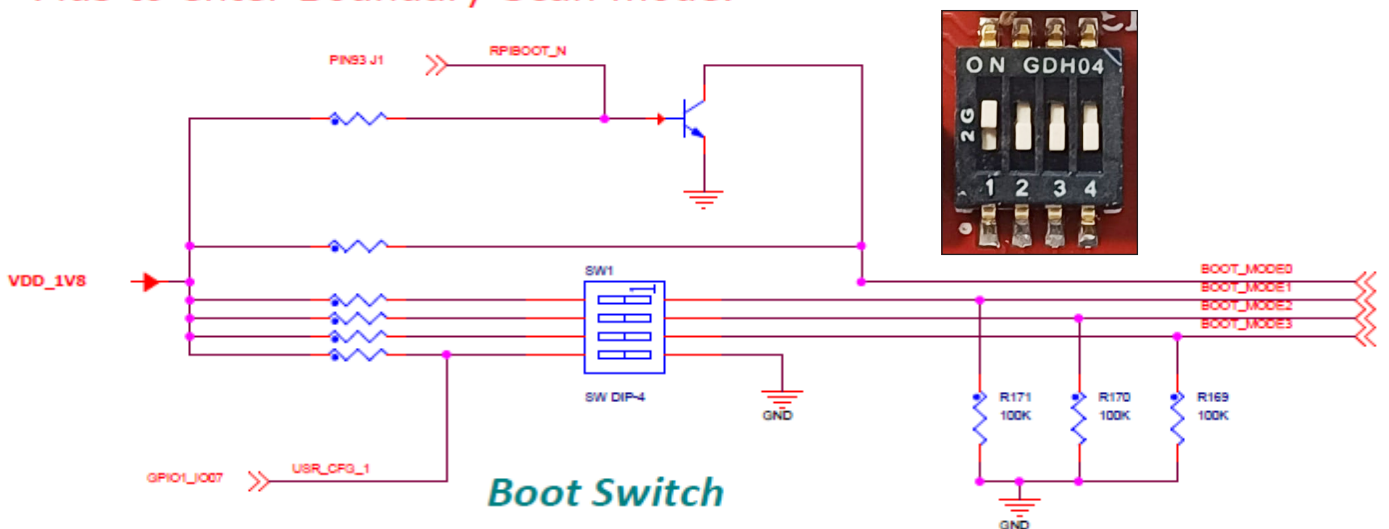 PIN93 J1
RPIBOOT_N
ON GDH04
2G
1 2 3 4
VDD_1V8
SW1
1
BOOT_MODE0
BOOT_MODE1
BOOT_MODE2
BOOT_MODE3
SW DIP-4
GND
R171
100K
R170
100K
R169
100K
GPIO1_IO07
USR_CFG_1
Boot Switch
GND